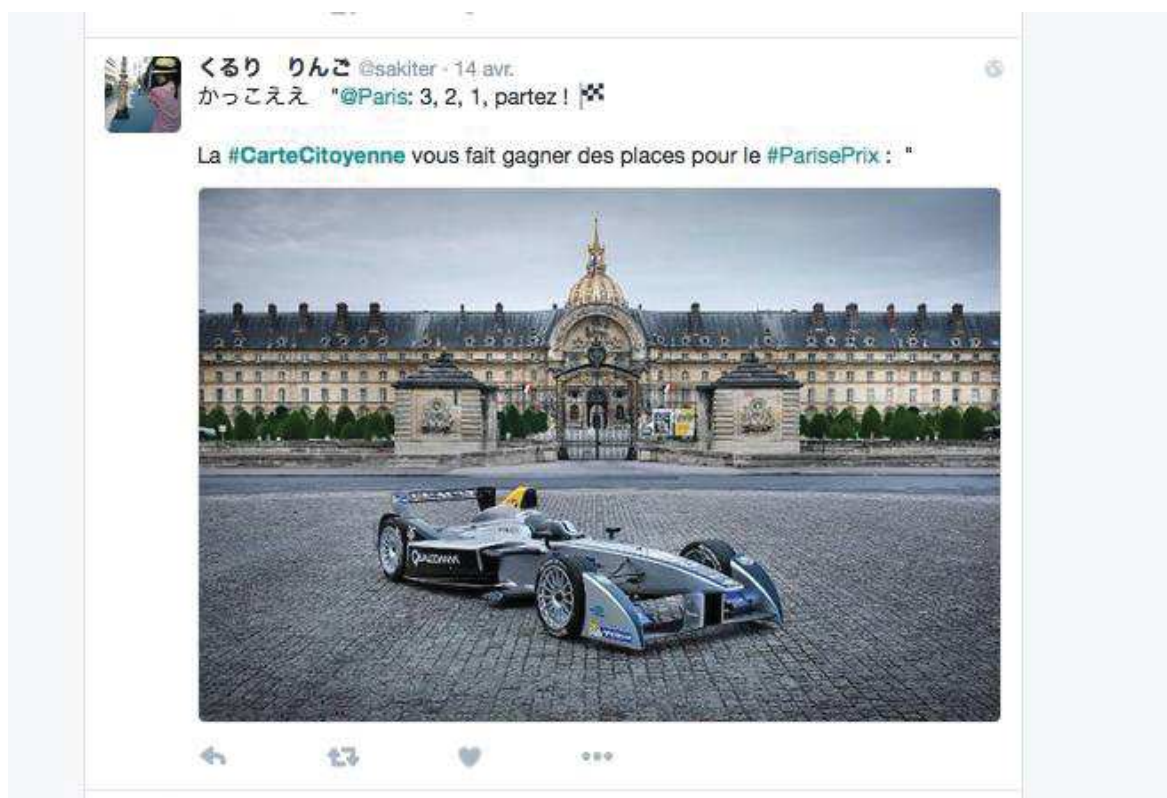 くるり りんご @sakiter · 14 avr.
かっこええ "@Paris: 3, 2, 1, partez !
La #CarteCitoyenne vous fait gagner des places pour le #ParisePrix : "
QUALCOMM